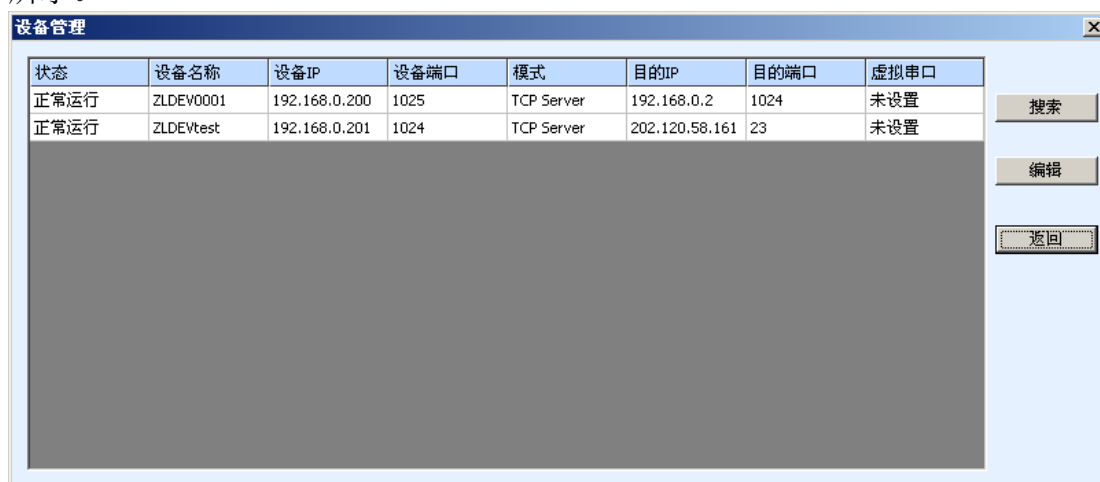 设备管理
状态 设备名称 设备IP 设备端口 模式 目的IP 目的端口 虚拟串口
正常运行 ZLDEV0001 192.168.0.200 1025 TCP Server 192.168.0.2 1024 未设置
正常运行 ZLDEVtest 192.168.0.201 1024 TCP Server 202.120.58.161 23 未设置
搜索
编辑
返回